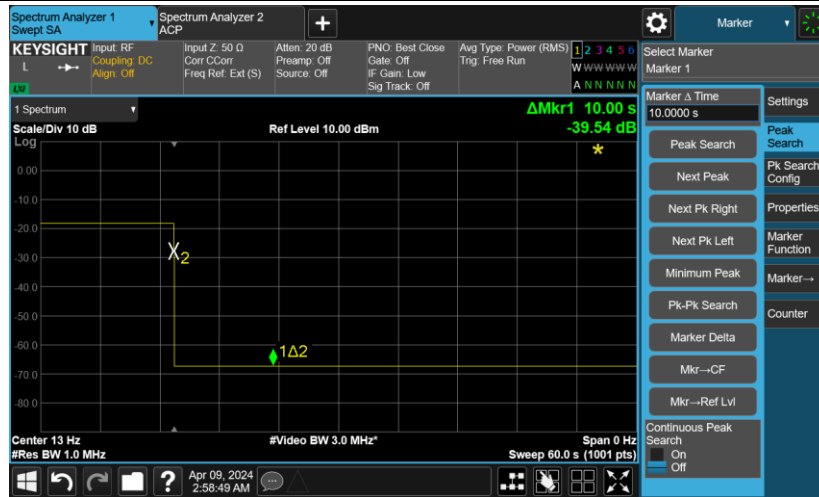 Spectrum Analyzer 1
Swept SA
Spectrum Analyzer 2
ACP
Marker
KEYSIGHT
L
LXI
Input: RF
Coupling: DC
Align: Off
Input Z: 50 Ω
Corr CCorr
Freq Ref: Ext (S)
Atten: 20 dB
Preamp: Off
Source: Off
PNO: Best Close
Gate: Off
IF Gain: Low
Sig Track: Off
Avg Type: Power (RMS)
Trig: Free Run
1 2 3 4 5 6
W W W W W W
A N N N N N
Select Marker
Marker 1
1 Spectrum
ΔMkr1 10.00 s
-39.54 dB
Scale/Div 10 dB
Ref Level 10.00 dBm
Log
0.00
-10.0
-20.0
-30.0
-40.0
-50.0
-60.0
-70.0
-80.0
*
2
1Δ2
Center 13 Hz
#Res BW 1.0 MHz
#Video BW 3.0 MHz*
Span 0 Hz
Sweep 60.0 s (1001 pts)
Marker Δ Time
10.0000 s
Peak Search
Next Peak
Next Pk Right
Next Pk Left
Minimum Peak
Pk-Pk Search
Marker Delta
Mkr→CF
Mkr→Ref Lvl
Continuous Peak
Search
On
Off
Settings
Peak
Search
Pk Search
Config
Properties
Marker
Function
Marker→
Counter
?
Apr 09, 2024
2:58:49 AM